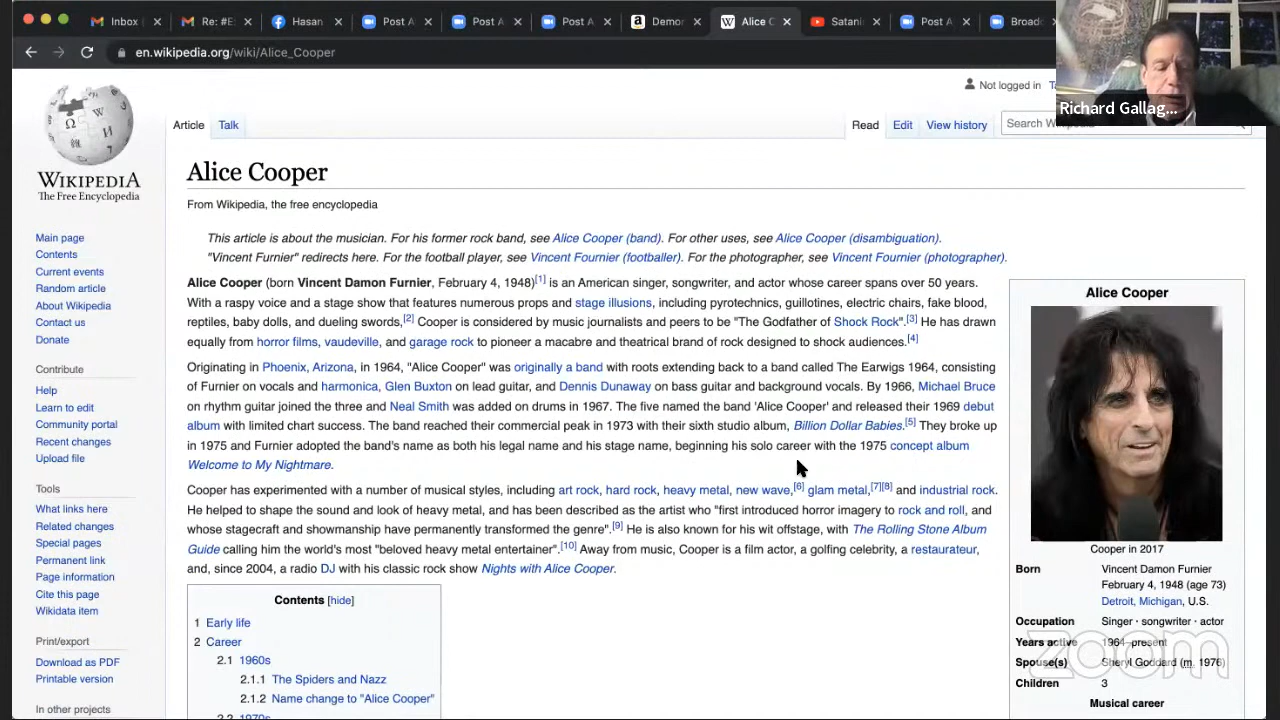 Inbox (
Re: #Es
Hasan
Post A
Post A
Post A
Demor
Alice C
Satani
Post A
Broadc
en.wikipedia.org/wiki/Alice_Cooper
Richard Gallag...
WIKIPEDIA
The Free Encyclopedia
Not logged in
Article
Talk
Read
Edit
View history
Search Wikipedia
Alice Cooper
From Wikipedia, the free encyclopedia
This article is about the musician. For his former rock band, see Alice Cooper (band). For other uses, see Alice Cooper (disambiguation).
"Vincent Furnier" redirects here. For the football player, see Vincent Fournier (footballer). For the photographer, see Vincent Fournier (photographer).
Alice Cooper (born Vincent Damon Furnier, February 4, 1948)[1] is an American singer, songwriter, and actor whose career spans over 50 years.
With a raspy voice and a stage show that features numerous props and stage illusions, including pyrotechnics, guillotines, electric chairs, fake blood,
reptiles, baby dolls, and dueling swords,[2] Cooper is considered by music journalists and peers to be "The Godfather of Shock Rock".[3] He has drawn
equally from horror films, vaudeville, and garage rock to pioneer a macabre and theatrical brand of rock designed to shock audiences.[4]
Originating in Phoenix, Arizona, in 1964, "Alice Cooper" was originally a band with roots extending back to a band called The Earwigs 1964, consisting
of Furnier on vocals and harmonica, Glen Buxton on lead guitar, and Dennis Dunaway on bass guitar and background vocals. By 1966, Michael Bruce
on rhythm guitar joined the three and Neal Smith was added on drums in 1967. The five named the band 'Alice Cooper' and released their 1969 debut
album with limited chart success. The band reached their commercial peak in 1973 with their sixth studio album, Billion Dollar Babies.[5] They broke up
in 1975 and Furnier adopted the band's name as both his legal name and his stage name, beginning his solo career with the 1975 concept album
Welcome to My Nightmare.
Cooper has experimented with a number of musical styles, including art rock, hard rock, heavy metal, new wave,[6] glam metal,[7][8] and industrial rock.
He helped to shape the sound and look of heavy metal, and has been described as the artist who "first introduced horror imagery to rock and roll, and
whose stagecraft and showmanship have permanently transformed the genre".[9] He is also known for his wit offstage, with The Rolling Stone Album
Guide calling him the world's most "beloved heavy metal entertainer".[10] Away from music, Cooper is a film actor, a golfing celebrity, a restaurateur,
and, since 2004, a radio DJ with his classic rock show Nights with Alice Cooper.
Contents [hide]
1 Early life
2 Career
2.1 1960s
2.1.1 The Spiders and Nazz
2.1.2 Name change to "Alice Cooper"
2.2 1970s
Main page
Contents
Current events
Random article
About Wikipedia
Contact us
Donate
Contribute
Help
Learn to edit
Community portal
Recent changes
Upload file
Tools
What links here
Related changes
Special pages
Permanent link
Page information
Cite this page
Wikidata item
Print/export
Download as PDF
Printable version
In other projects
Alice Cooper
Cooper in 2017
Born Vincent Damon Furnier
February 4, 1948 (age 73)
Detroit, Michigan, U.S.
Occupation Singer · songwriter · actor
Years active 1964–present
Spouse(s) Sheryl Goddard (m. 1976)
Children 3
Musical career
zoom